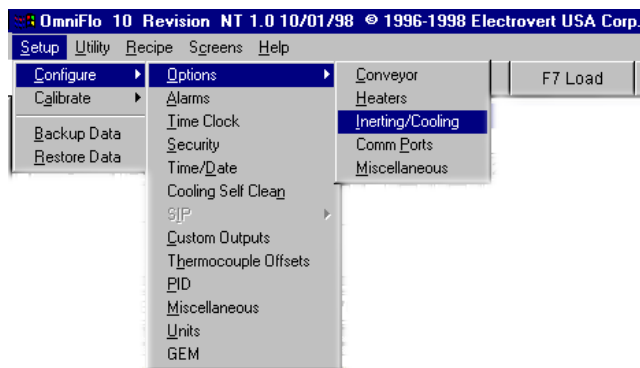 OmniFlo 10 Revision NT 1.0 10/01/98 © 1996-1998 Electrovert USA Corp.
Setup Utility Recipe Screens Help
F7 Load
Configure
Calibrate
Backup Data
Restore Data
Options
Alarms
Time Clock
Security
Time/Date
Cooling Self Clean
SIP
Custom Outputs
Thermocouple Offsets
PID
Miscellaneous
Units
GEM
Conveyor
Heaters
Inerting/Cooling
Comm Ports
Miscellaneous